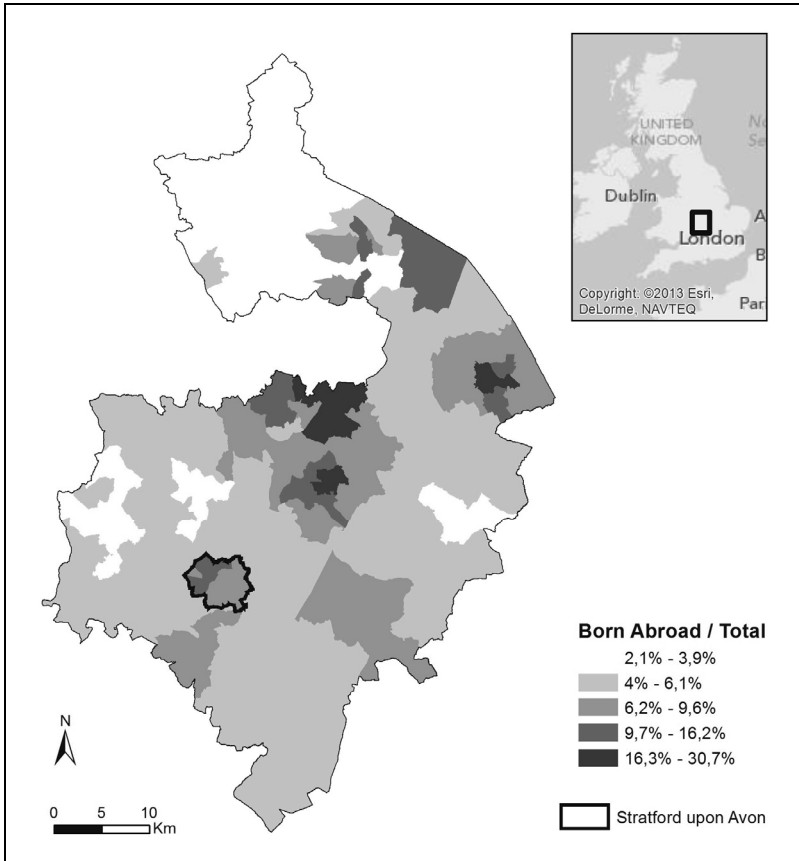 UNITED
KINGDOM
Dublin
London
Copyright: ©2013 Esri,
DeLorme, NAVTEQ
Born Abroad / Total
2,1% - 3,9%
4% - 6,1%
6,2% - 9,6%
9,7% - 16,2%
16,3% - 30,7%
Stratford upon Avon
N
0 5 10
Km